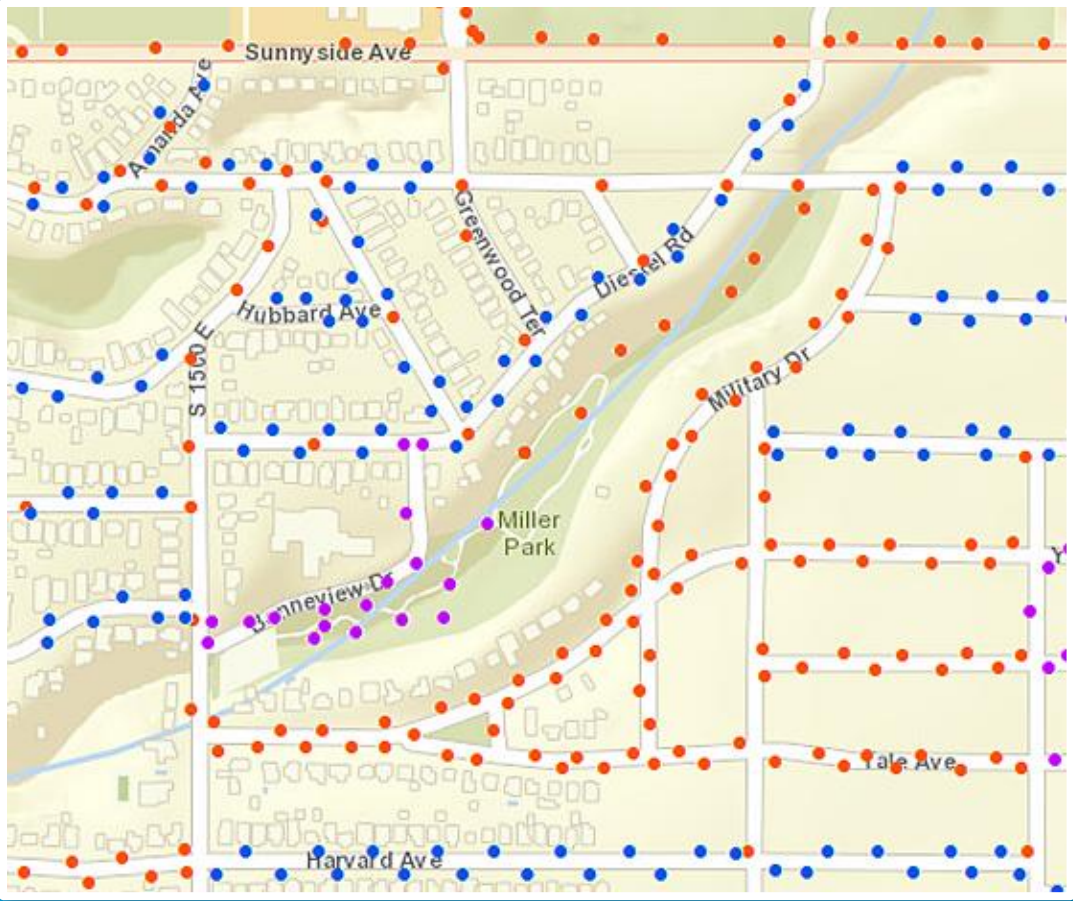 Sunnyside Ave
Amanda Ave
Greenwood Ter
Diestel Rd
Hubbard Ave
S 1500 E
Military Dr
Miller
Park
Bonneview Dr
Yale Ave
Harvard Ave